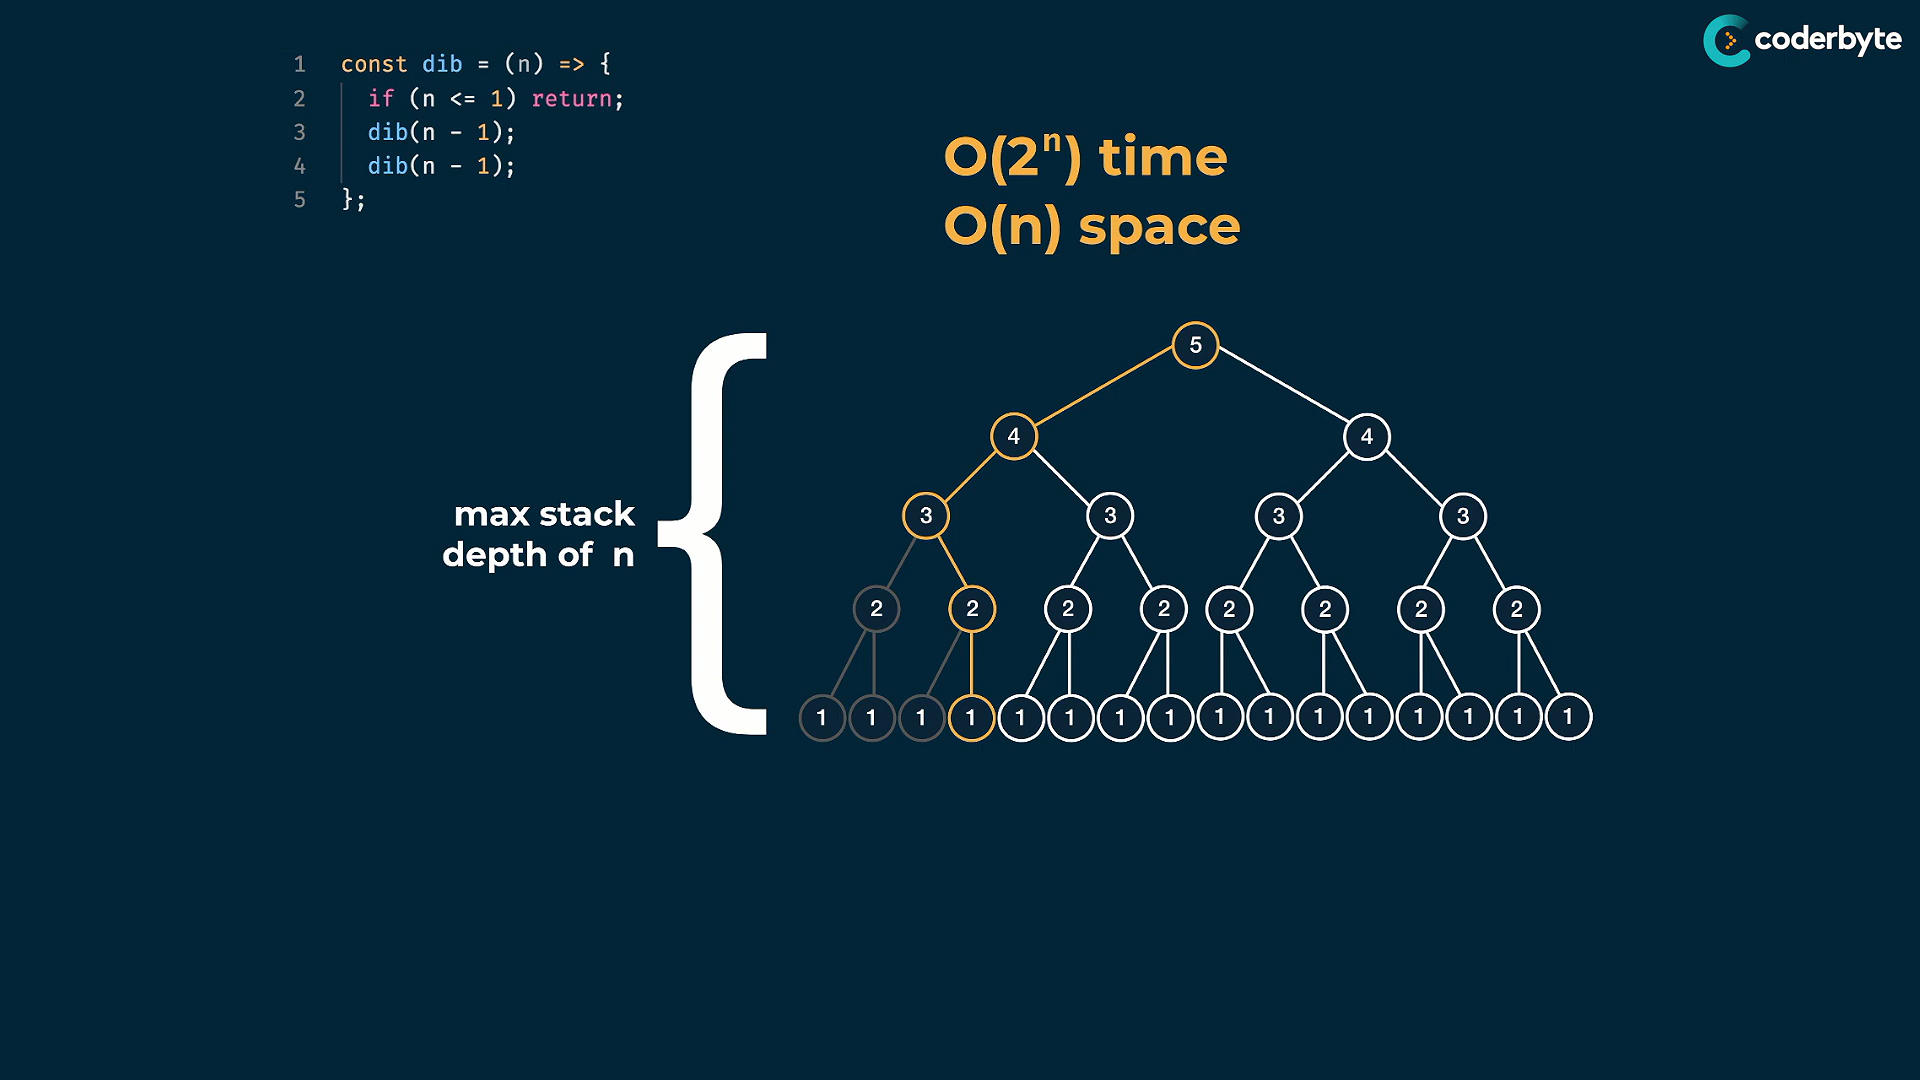 coderbyte
1 const dib = (n) => {
2 if (n <= 1) return;
3 dib(n - 1);
4 dib(n - 1);
5 };
O(2ⁿ) time
O(n) space
max stack
depth of n
5
4 4
3 3 3 3
2 2 2 2 2 2 2 2
1 1 1 1 1 1 1 1 1 1 1 1 1 1 1 1